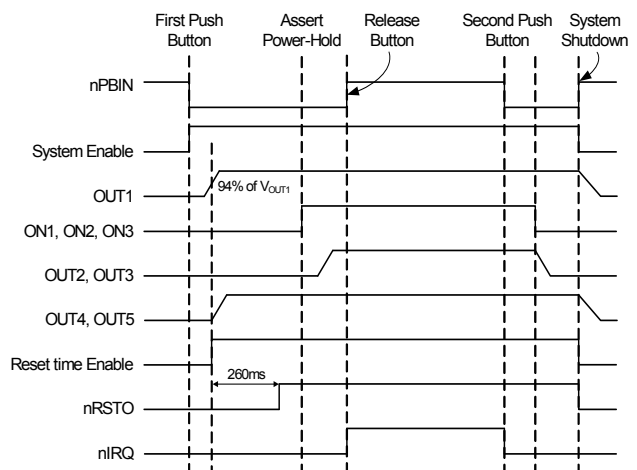 First Push
Button
Assert
Power-Hold
Release
Button
Second Push
Button
System
Shutdown
nPBIN
System Enable
OUT1
94% of VOUT1
ON1, ON2, ON3
OUT2, OUT3
OUT4, OUT5
Reset time Enable
260ms
nRSTO
nIRQ